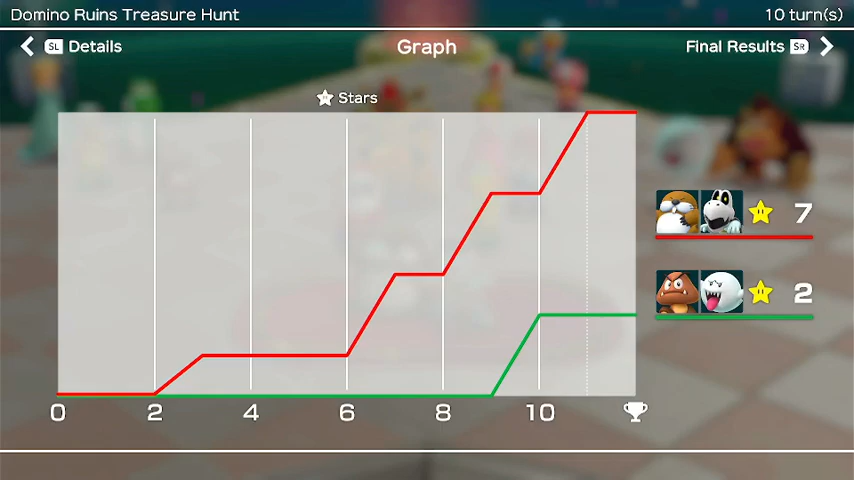 Domino Ruins Treasure Hunt
10 turn(s)
SL Details
Graph
Final Results SR
Stars
7
2
0 2 4 6 8 10